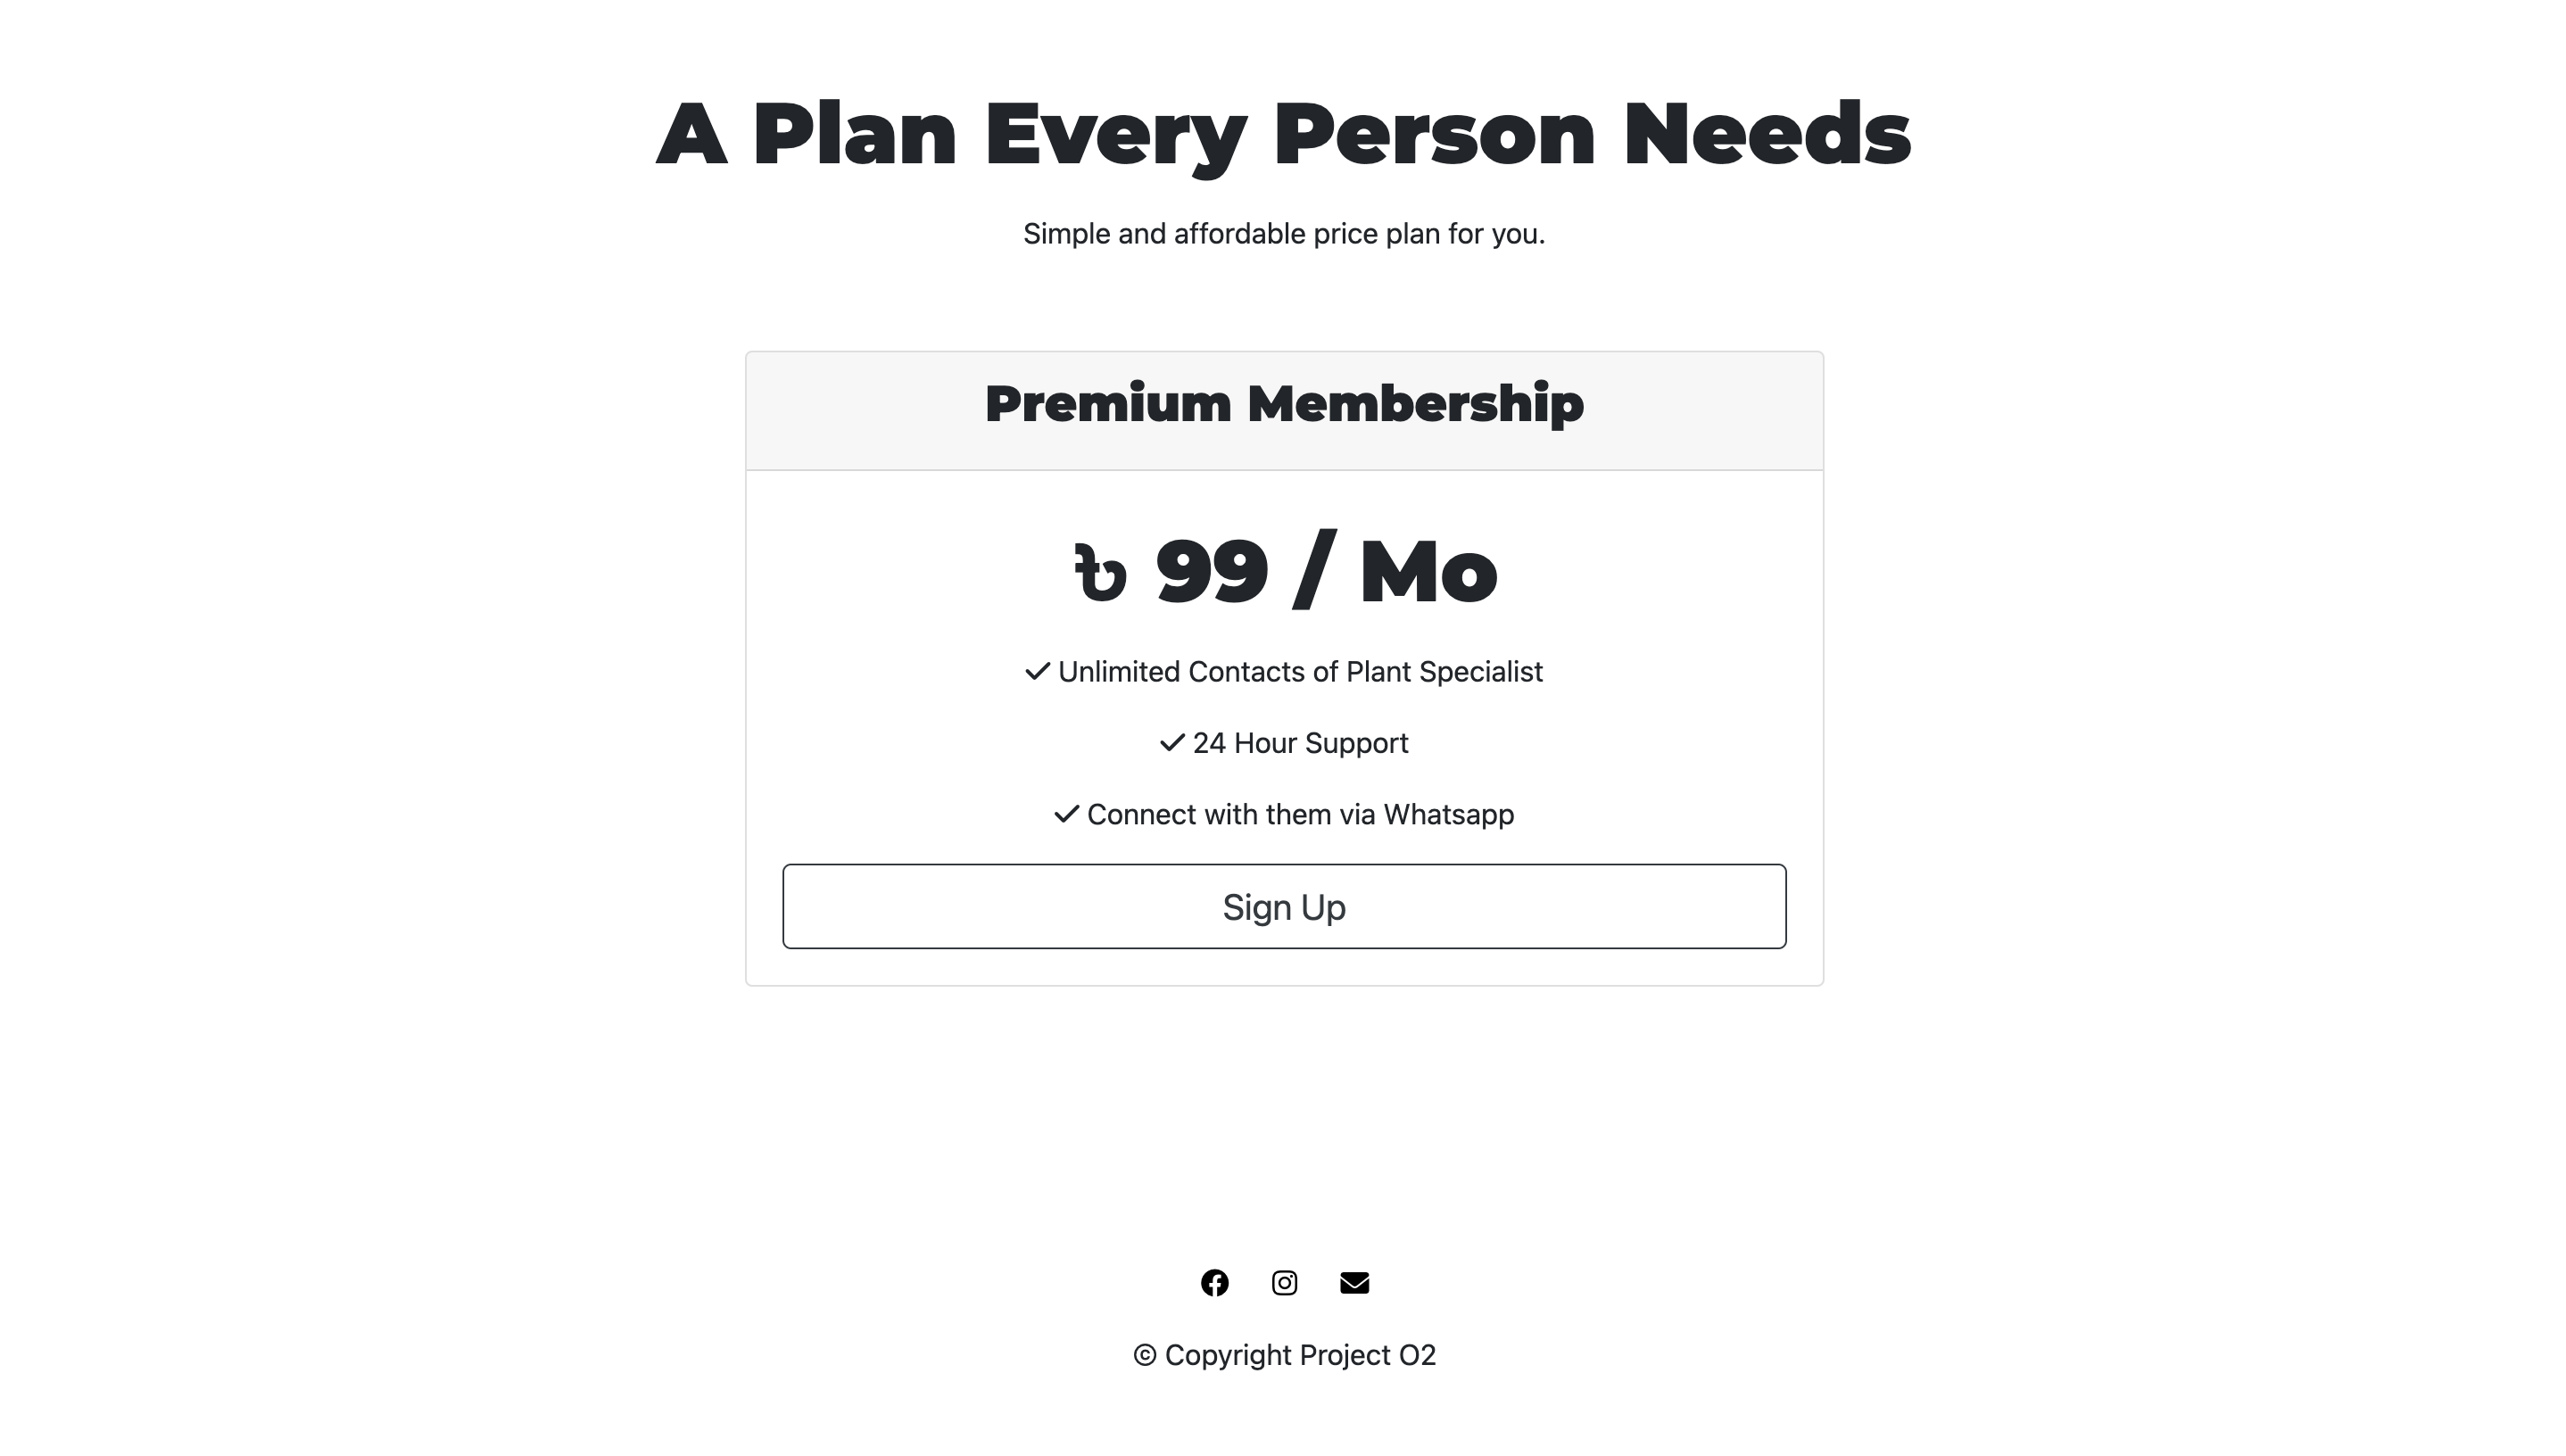 A Plan Every Person Needs
Simple and affordable price plan for you.
Premium Membership
৳ 99 / Mo
Unlimited Contacts of Plant Specialist
24 Hour Support
Connect with them via Whatsapp
Sign Up
© Copyright Project O2